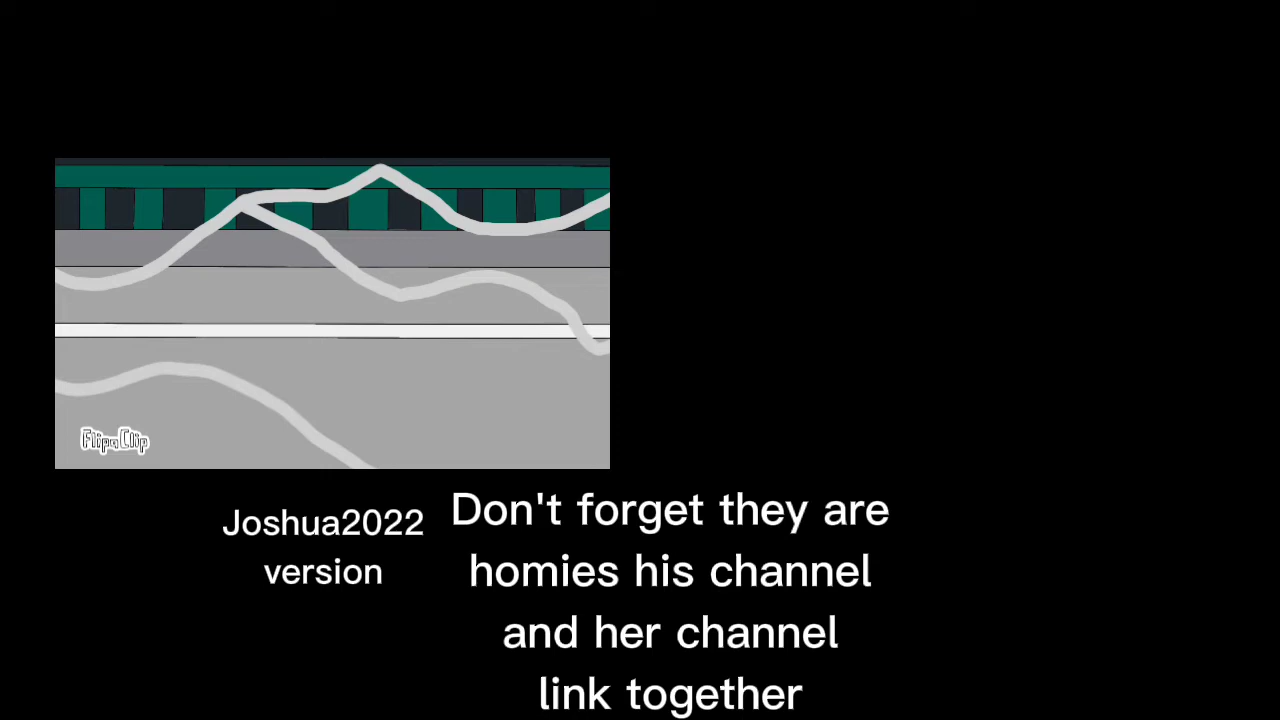 FlipaClip
Joshua2022
version
Don't forget they are
homies his channel
and her channel
link together